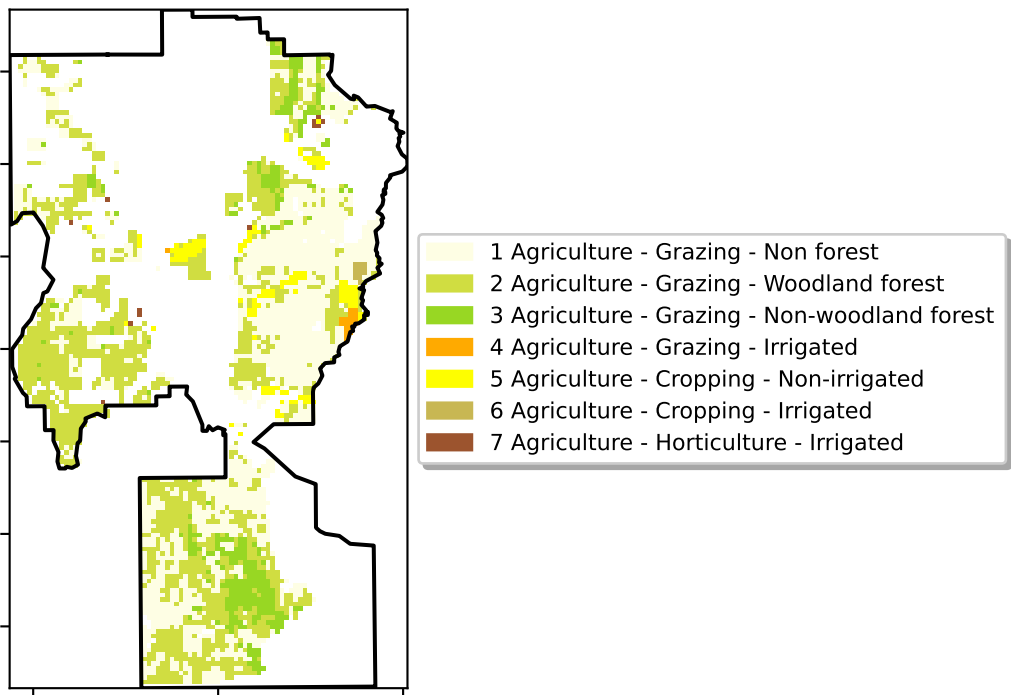 1 Agriculture - Grazing - Non forest
2 Agriculture - Grazing - Woodland forest
3 Agriculture - Grazing - Non-woodland forest
4 Agriculture - Grazing - Irrigated
5 Agriculture - Cropping - Non-irrigated
6 Agriculture - Cropping - Irrigated
7 Agriculture - Horticulture - Irrigated